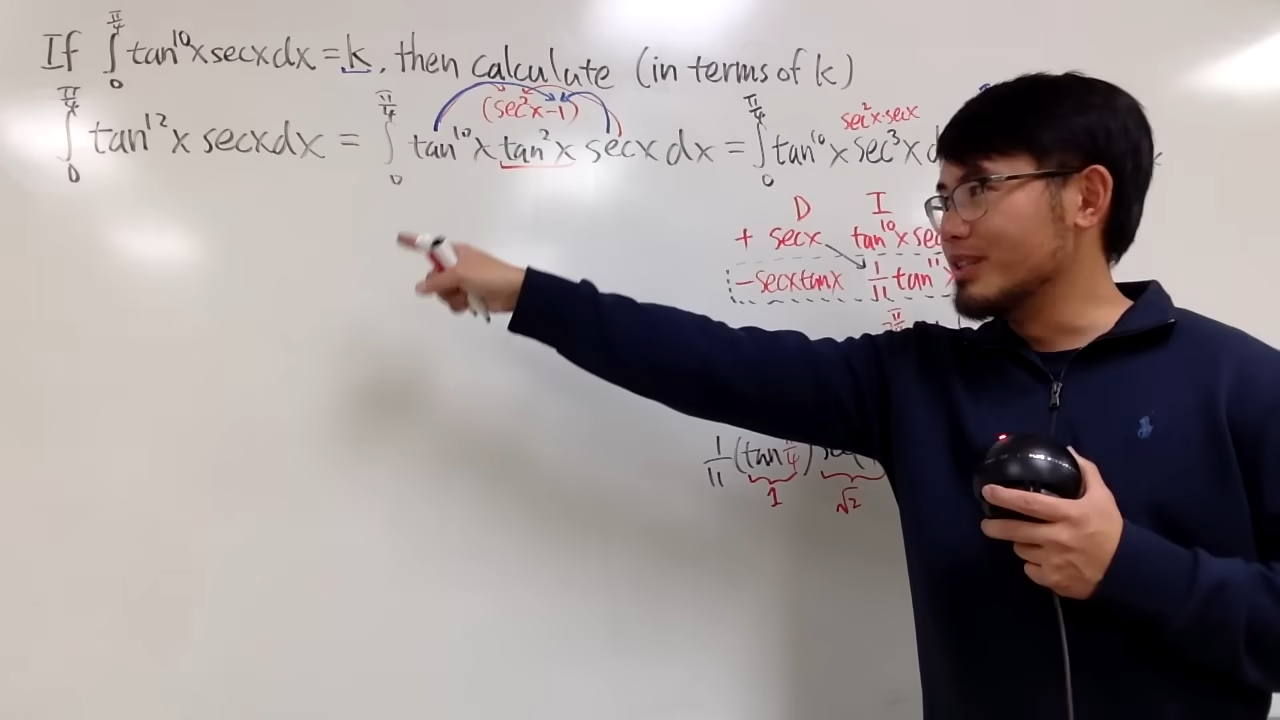 If ∫₀^(π/4) tan¹⁰x secx dx = k, then calculate (in terms of k)
(sec²x-1) sec²x·secx
∫₀^(π/4) tan¹²x secx dx = ∫₀^(π/4) tan¹⁰x tan²x secx dx = ∫₀^(π/4) tan¹⁰x sec³x d
D I
+ secx tan¹⁰x sec
-secxtanx 1/11 tan¹¹
π/4
1/11 (tan π/4) sec(
1 √2